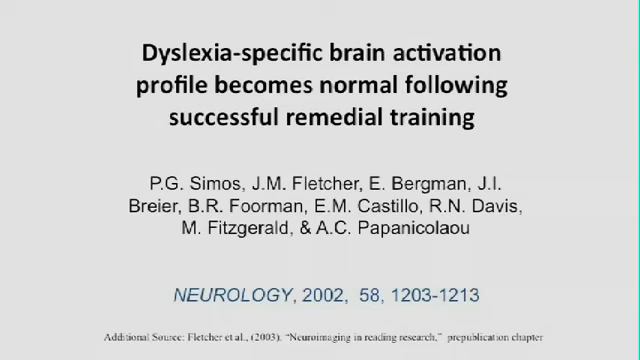 Dyslexia-specific brain activation
profile becomes normal following
successful remedial training
P.G. Simos, J.M. Fletcher, E. Bergman, J.I.
Breier, B.R. Foorman, E.M. Castillo, R.N. Davis,
M. Fitzgerald, & A.C. Papanicolaou
NEUROLOGY, 2002, 58, 1203-1213
Additional Source: Fletcher et al., (2003). "Neuroimaging in reading research," prepublication chapter